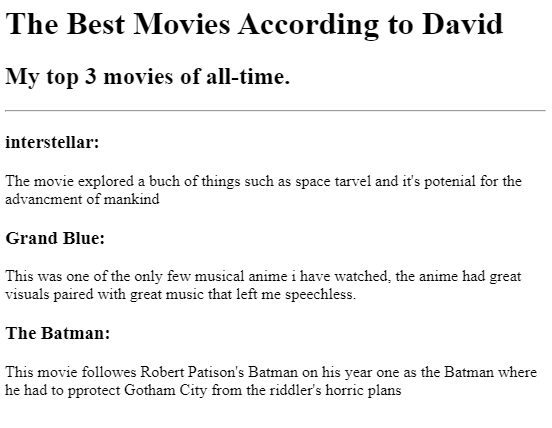 The Best Movies According to David
My top 3 movies of all-time.
interstellar:
The movie explored a buch of things such as space tarvel and it's potenial for the
advancment of mankind
Grand Blue:
This was one of the only few musical anime i have watched, the anime had great
visuals paired with great music that left me speechless.
The Batman:
This movie followes Robert Patison's Batman on his year one as the Batman where
he had to pprotect Gotham City from the riddler's horric plans